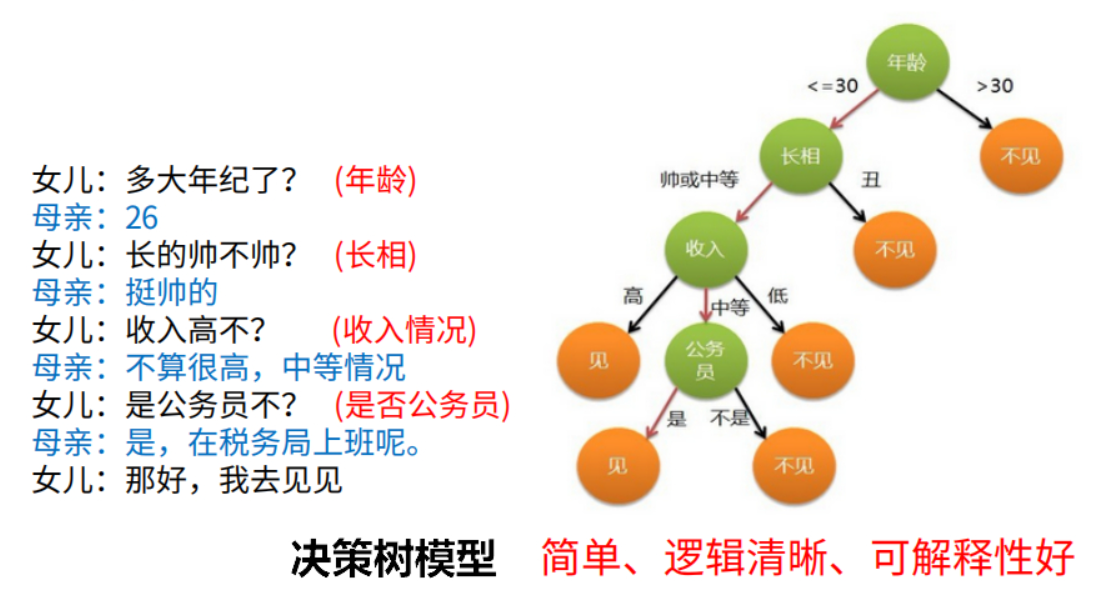 女儿：多大年纪了？ (年龄)
母亲：26
女儿：长的帅不帅？ (长相)
母亲：挺帅的
女儿：收入高不？ (收入情况)
母亲：不算很高，中等情况
女儿：是公务员不？ (是否公务员)
母亲：是，在税务局上班呢。
女儿：那好，我去见见
年龄
<=30
>30
长相
不见
帅或中等
丑
收入
不见
高
中等
低
见
公务
员
不见
是
不是
见
不见
决策树模型 简单、逻辑清晰、可解释性好